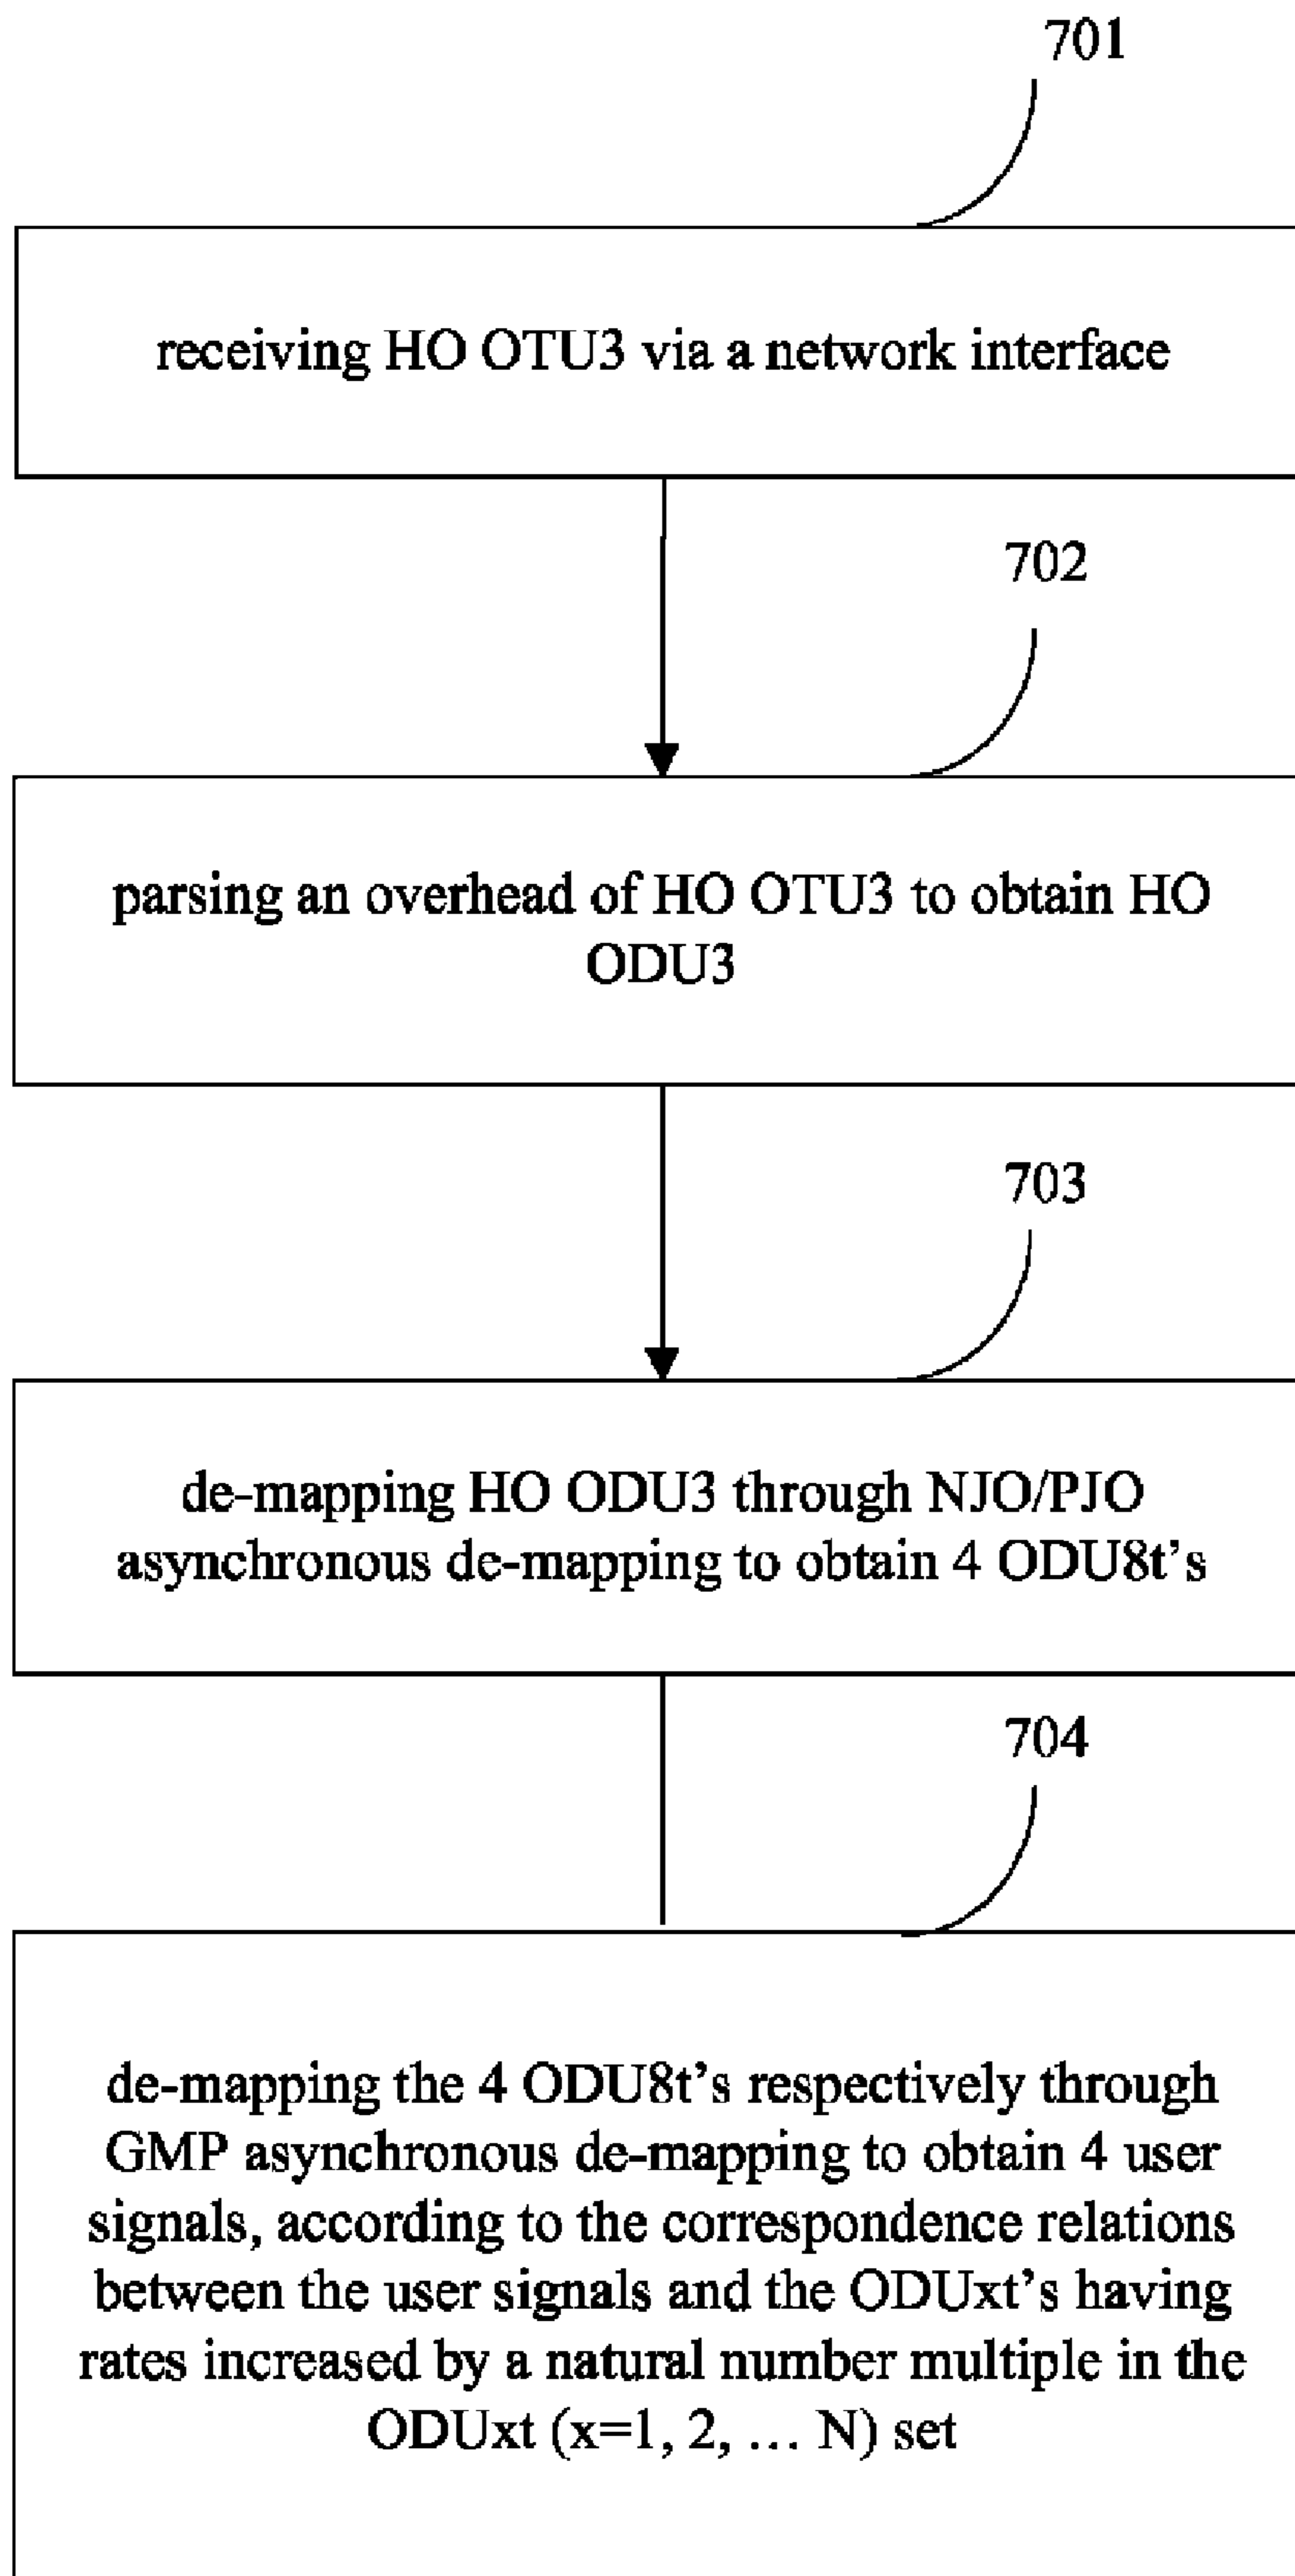 701
receiving HO OTU3 via a network interface
702
parsing an overhead of HO OTU3 to obtain HO
ODU3
703
de-mapping HO ODU3 through NJO/PJO
asynchronous de-mapping to obtain 4 ODU8t’s
704
de-mapping the 4 ODU8t’s respectively through
GMP asynchronous de-mapping to obtain 4 user
signals, according to the correspondence relations
between the user signals and the ODUxt’s having
rates increased by a natural number multiple in the
ODUxt (x=1, 2, … N) set